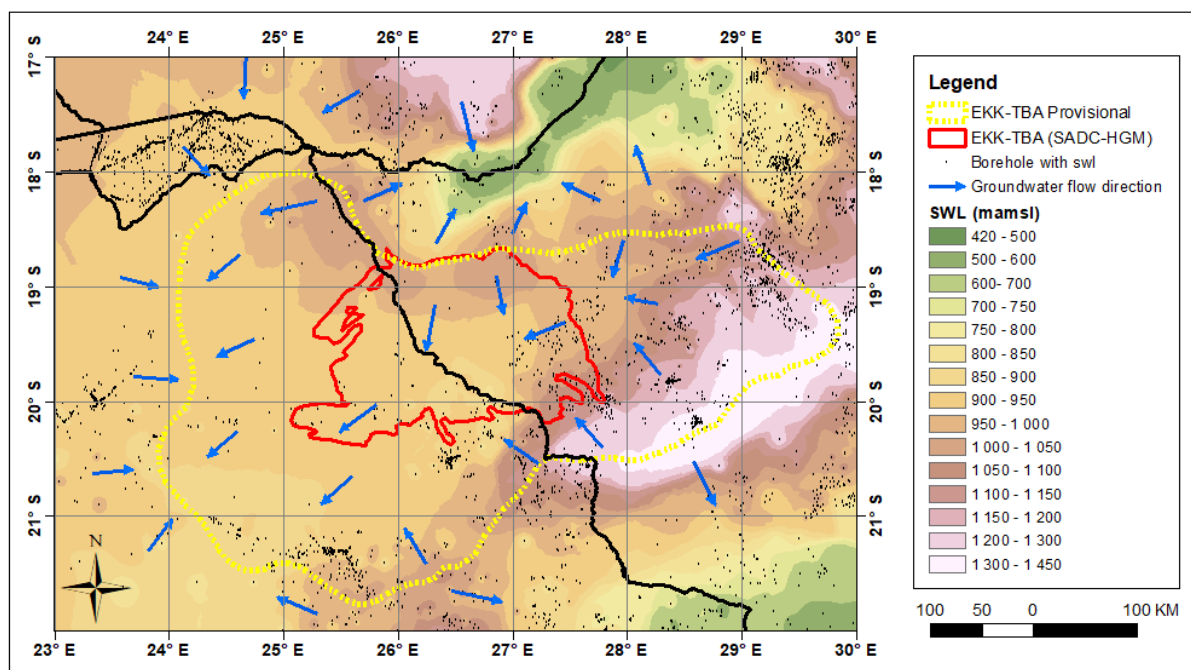 24° E 25° E 26° E 27° E 28° E 29° E 30° E
17° S
18° S
19° S
20° S
21° S
N
23° E 24° E 25° E 26° E 27° E 28° E 29° E 30° E
Legend
EKK-TBA Provisional
EKK-TBA (SADC-HGM)
Borehole with swl
Groundwater flow direction
SWL (mamsl)
420 - 500
500 - 600
600- 700
700 - 750
750 - 800
800 - 850
850 - 900
900 - 950
950 - 1 000
1 000 - 1 050
1 050 - 1 100
1 100 - 1 150
1 150 - 1 200
1 200 - 1 300
1 300 - 1 450
100 50 0 100 KM